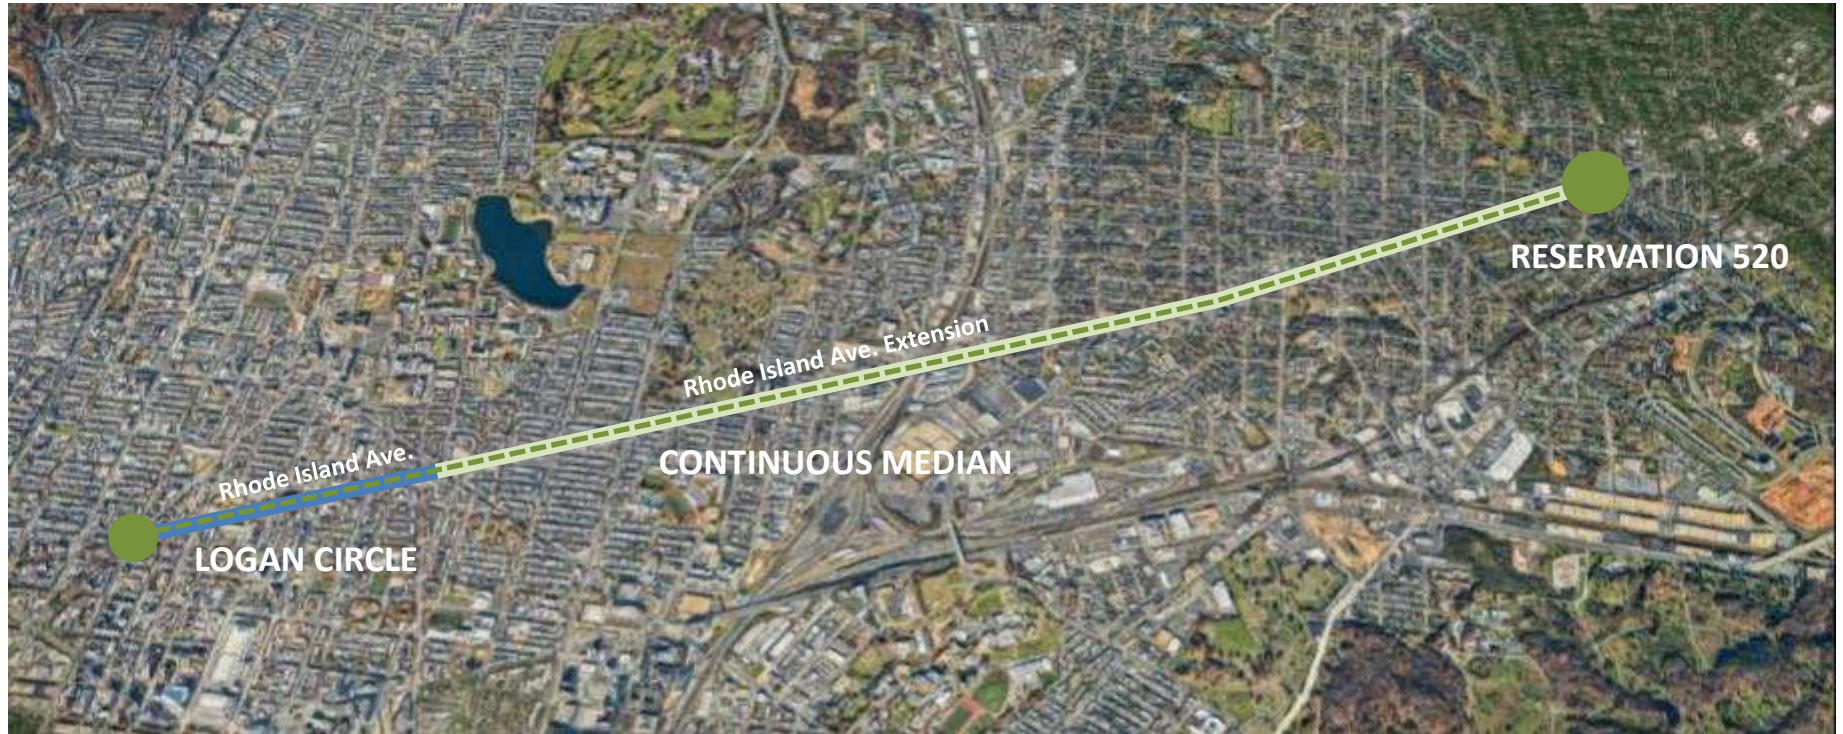 RESERVATION 520
Rhode Island Ave. Extension
CONTINUOUS MEDIAN
Rhode Island Ave.
LOGAN CIRCLE